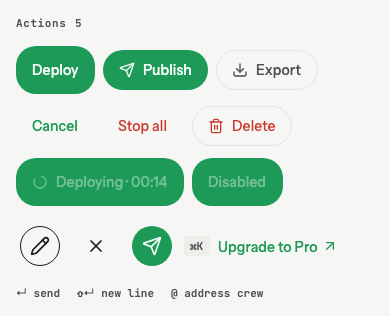 Actions 5
Deploy Publish Export
Cancel Stop all Delete
Deploying · 00:14 Disabled
⌘K Upgrade to Pro ↗
↵ send ⇧↵ new line @ address crew